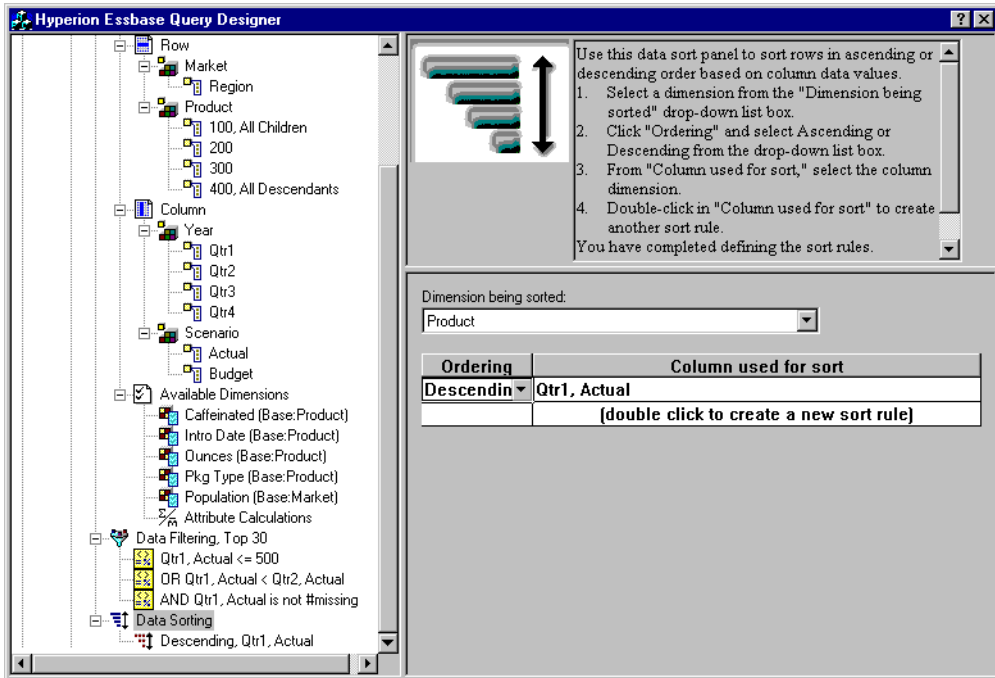 Hyperion Essbase Query Designer
Row
Market
Region
Product
100, All Children
200
300
400, All Descendants
Column
Year
Qtr1
Qtr2
Qtr3
Qtr4
Scenario
Actual
Budget
Available Dimensions
Caffeinated (Base:Product)
Intro Date (Base:Product)
Ounces (Base:Product)
Pkg Type (Base:Product)
Population (Base:Market)
Attribute Calculations
Data Filtering, Top 30
Qtr1, Actual <= 500
OR Qtr1, Actual < Qtr2, Actual
AND Qtr1, Actual is not #missing
Data Sorting
Descending, Qtr1, Actual
Use this data sort panel to sort rows in ascending or
descending order based on column data values.
1. Select a dimension from the "Dimension being
sorted" drop-down list box.
2. Click "Ordering" and select Ascending or
Descending from the drop-down list box.
3. From "Column used for sort," select the column
dimension.
4. Double-click in "Column used for sort" to create
another sort rule.
You have completed defining the sort rules.
Dimension being sorted:
Product
Ordering Column used for sort
Descendin Qtr1, Actual
(double click to create a new sort rule)